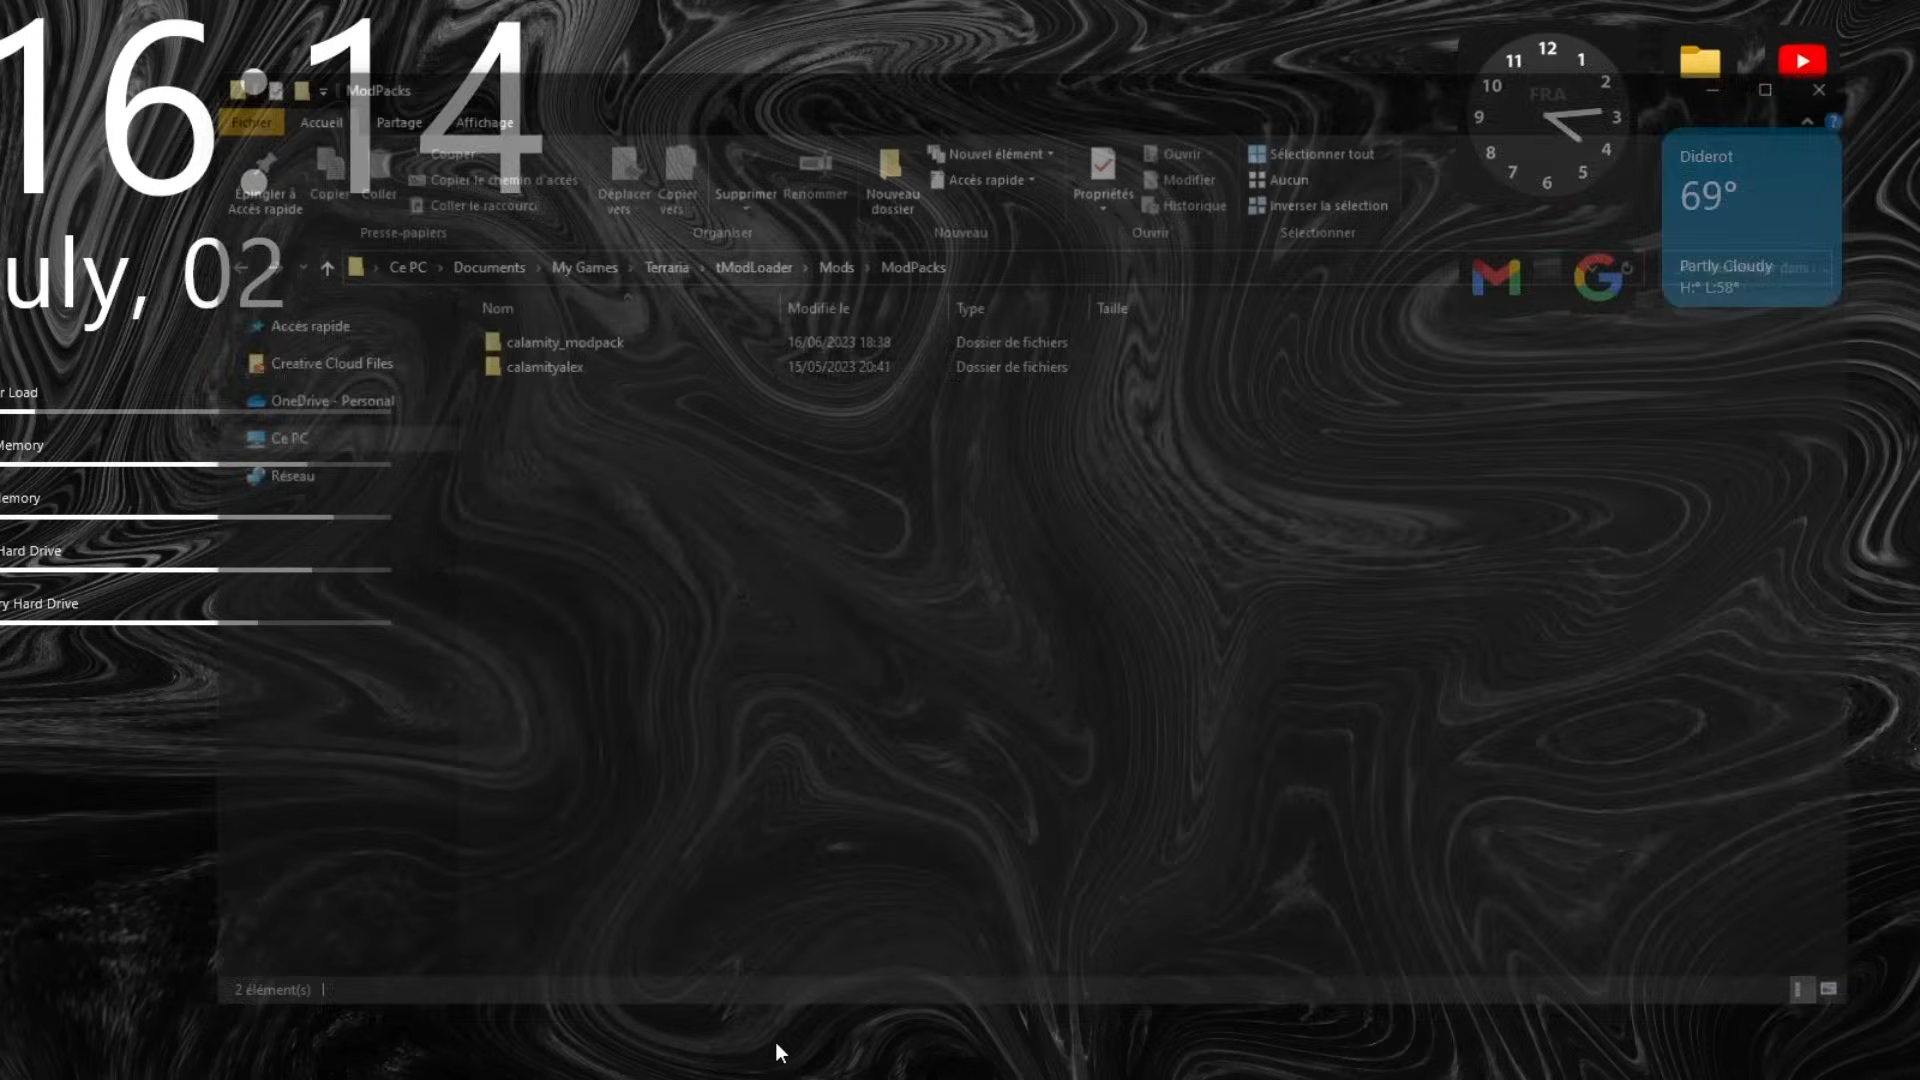 16:14
uly, 02
r Load
Memory
Memory
Hard Drive
ry Hard Drive
ModPacks
Fichier
Accueil
Partage
Affichage
Épingler à
Accès rapide
Copier
Coller
Couper
Copier le chemin d'accès
Coller le raccourci
Presse-papiers
Déplacer
vers
Copier
vers
Supprimer
Renommer
Organiser
Nouveau
dossier
Nouvel élément
Accès rapide
Nouveau
Propriétés
Ouvrir
Modifier
Historique
Ouvrir
Sélectionner tout
Aucun
Inverser la sélection
Sélectionner
Ce PC > Documents > My Games > Terraria > tModLoader > Mods > ModPacks
Accès rapide
Creative Cloud Files
OneDrive - Personal
Ce PC
Réseau
Nom Modifié le Type Taille
calamity_modpack 16/06/2023 18:38 Dossier de fichiers
calamityalex 15/05/2023 20:41 Dossier de fichiers
2 élément(s)
12
1
2
3
4
5
6
7
8
9
10
11
FRA
Diderot
69°
Partly Cloudy
H:° L:58°